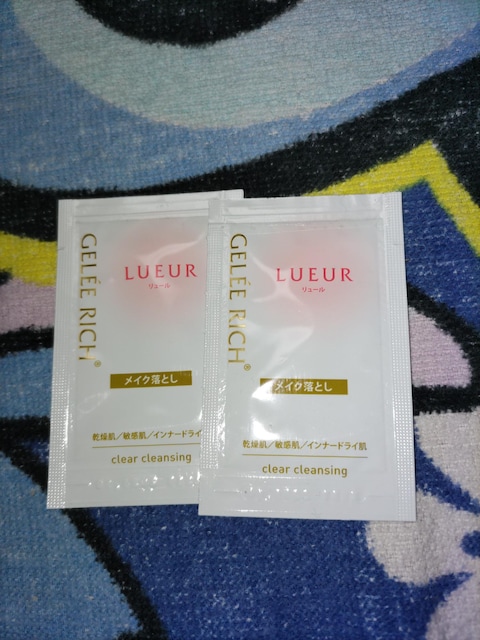 GELÉE RICH®
LUEUR
リュール
メイク落とし
乾燥肌／敏感肌／インナードライ
clear cleansing
GELÉE RICH®
LUEUR
リュール
メイク落とし
乾燥肌／敏感肌／インナードライ肌
clear cleansing